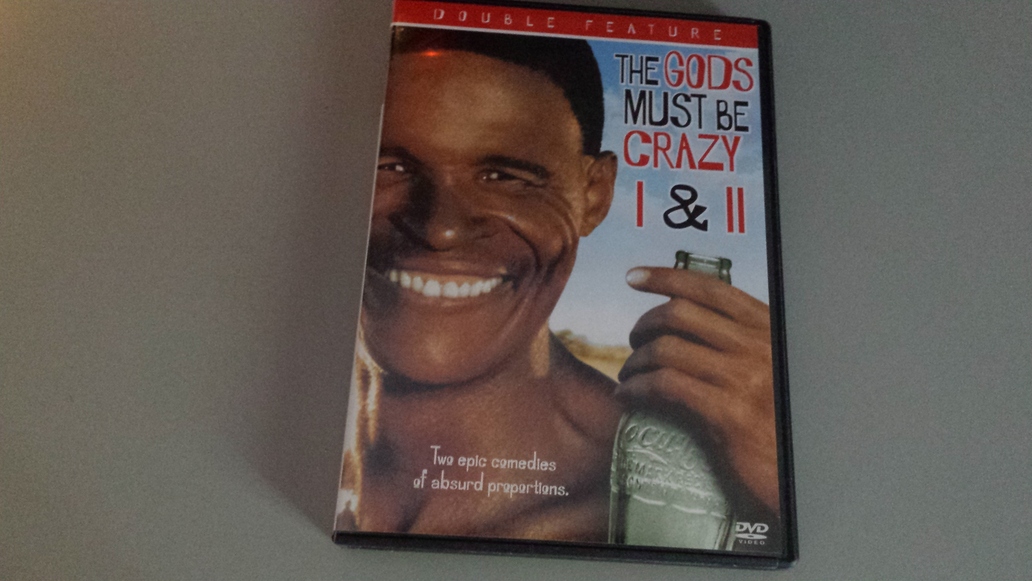 DOUBLE FEATURE
THE GODS
MUST BE
CRAZY
I & II
Two epic comedies
of absurd proportions.
DVD
VIDEO